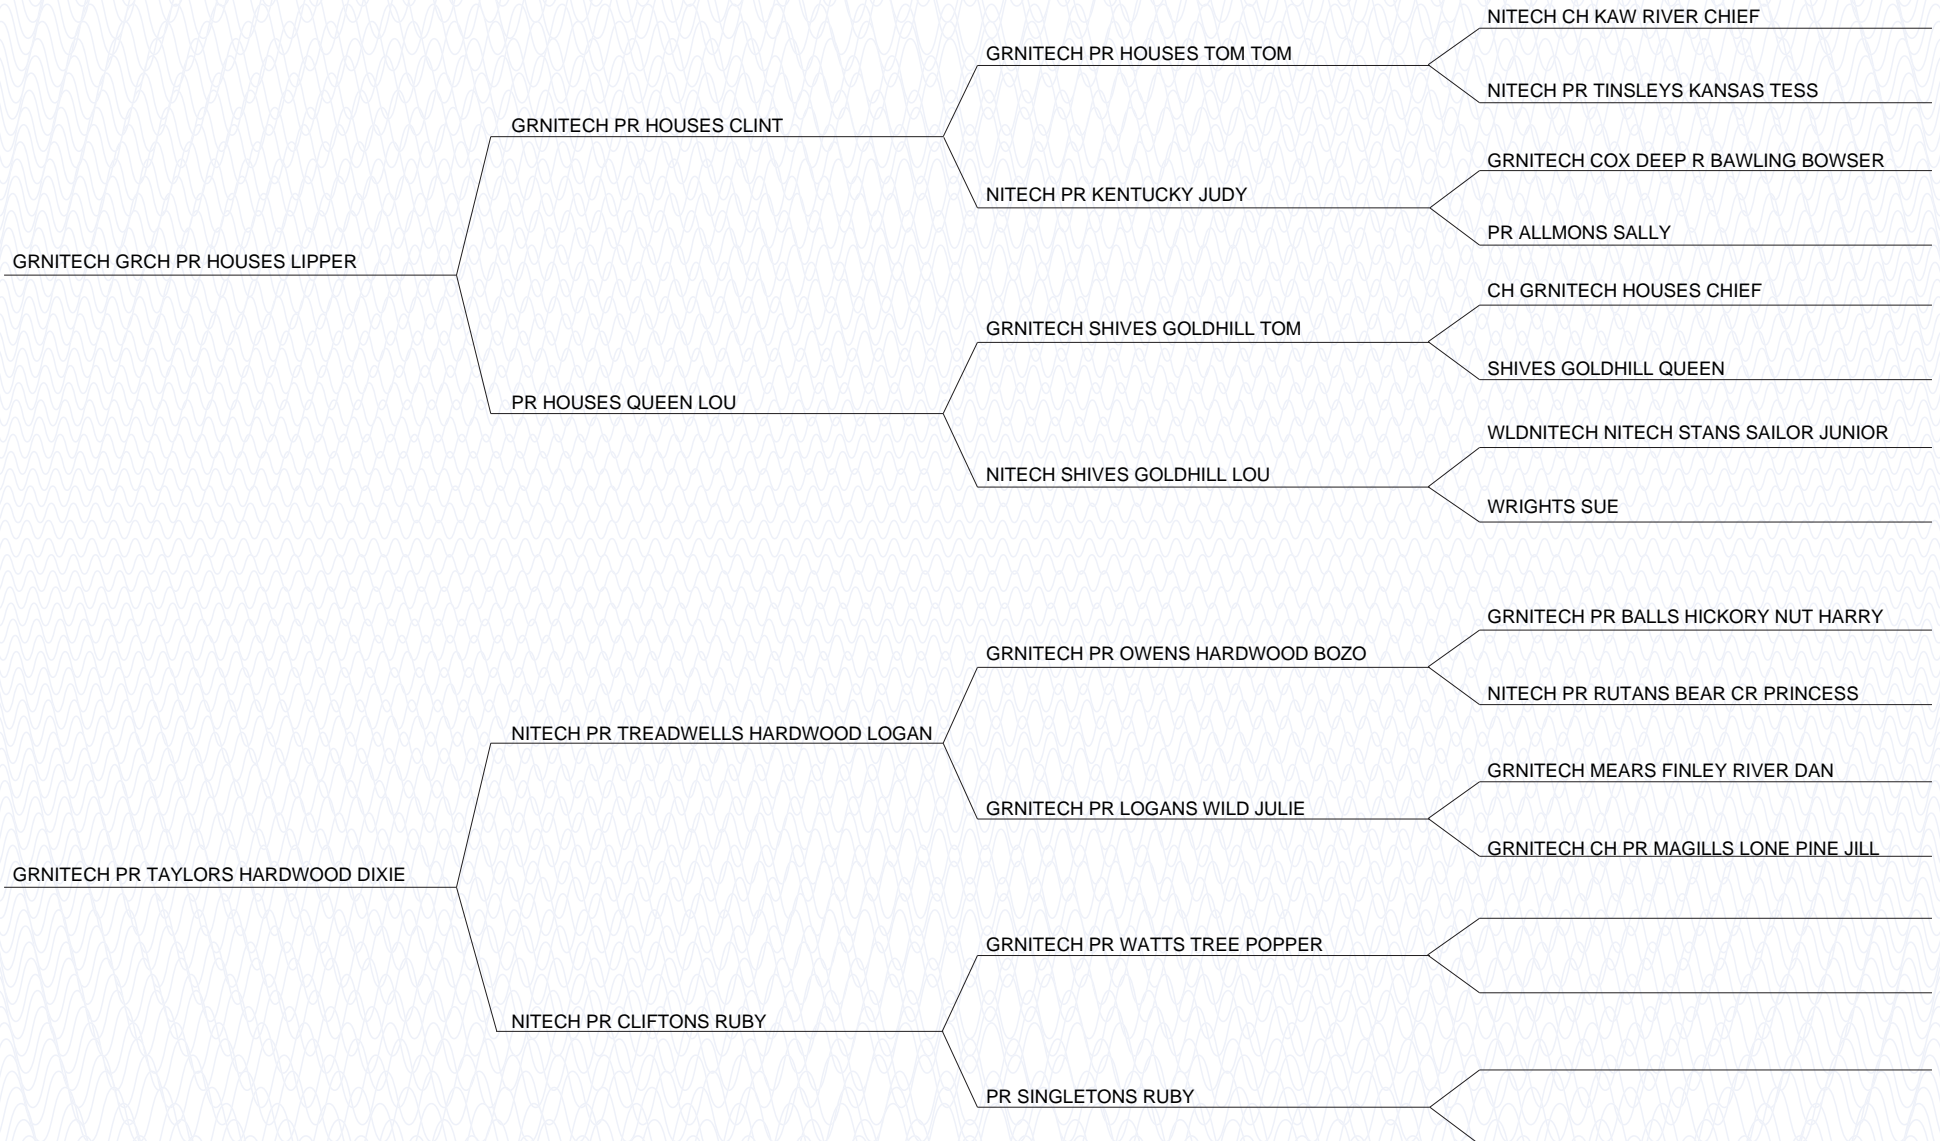 NITECH CH KAW RIVER CHIEF
GRNITECH PR HOUSES TOM TOM
NITECH PR TINSLEYS KANSAS TESS
GRNITECH PR HOUSES CLINT
GRNITECH COX DEEP R BAWLING BOWSER
NITECH PR KENTUCKY JUDY
PR ALLMONS SALLY
GRNITECH GRCH PR HOUSES LIPPER
CH GRNITECH HOUSES CHIEF
GRNITECH SHIVES GOLDHILL TOM
SHIVES GOLDHILL QUEEN
PR HOUSES QUEEN LOU
WLDNITECH NITECH STANS SAILOR JUNIOR
NITECH SHIVES GOLDHILL LOU
WRIGHTS SUE
GRNITECH PR BALLS HICKORY NUT HARRY
GRNITECH PR OWENS HARDWOOD BOZO
NITECH PR RUTANS BEAR CR PRINCESS
NITECH PR TREADWELLS HARDWOOD LOGAN
GRNITECH MEARS FINLEY RIVER DAN
GRNITECH PR LOGANS WILD JULIE
GRNITECH CH PR MAGILLS LONE PINE JILL
GRNITECH PR TAYLORS HARDWOOD DIXIE
GRNITECH PR WATTS TREE POPPER
NITECH PR CLIFTONS RUBY
PR SINGLETONS RUBY